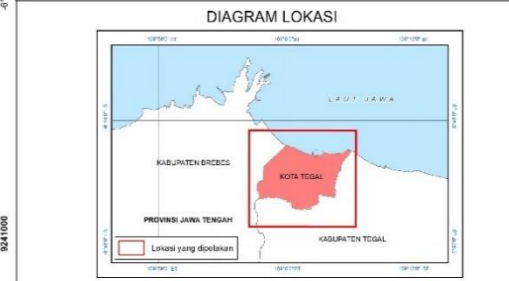 DIAGRAM LOKASI
LAUT JAWA
KABUPATEN BREBES
KOTA TEGAL
PROVINSI JAWA TENGAH
KABUPATEN TEGAL
Lokasi yang dipetakan
9241000